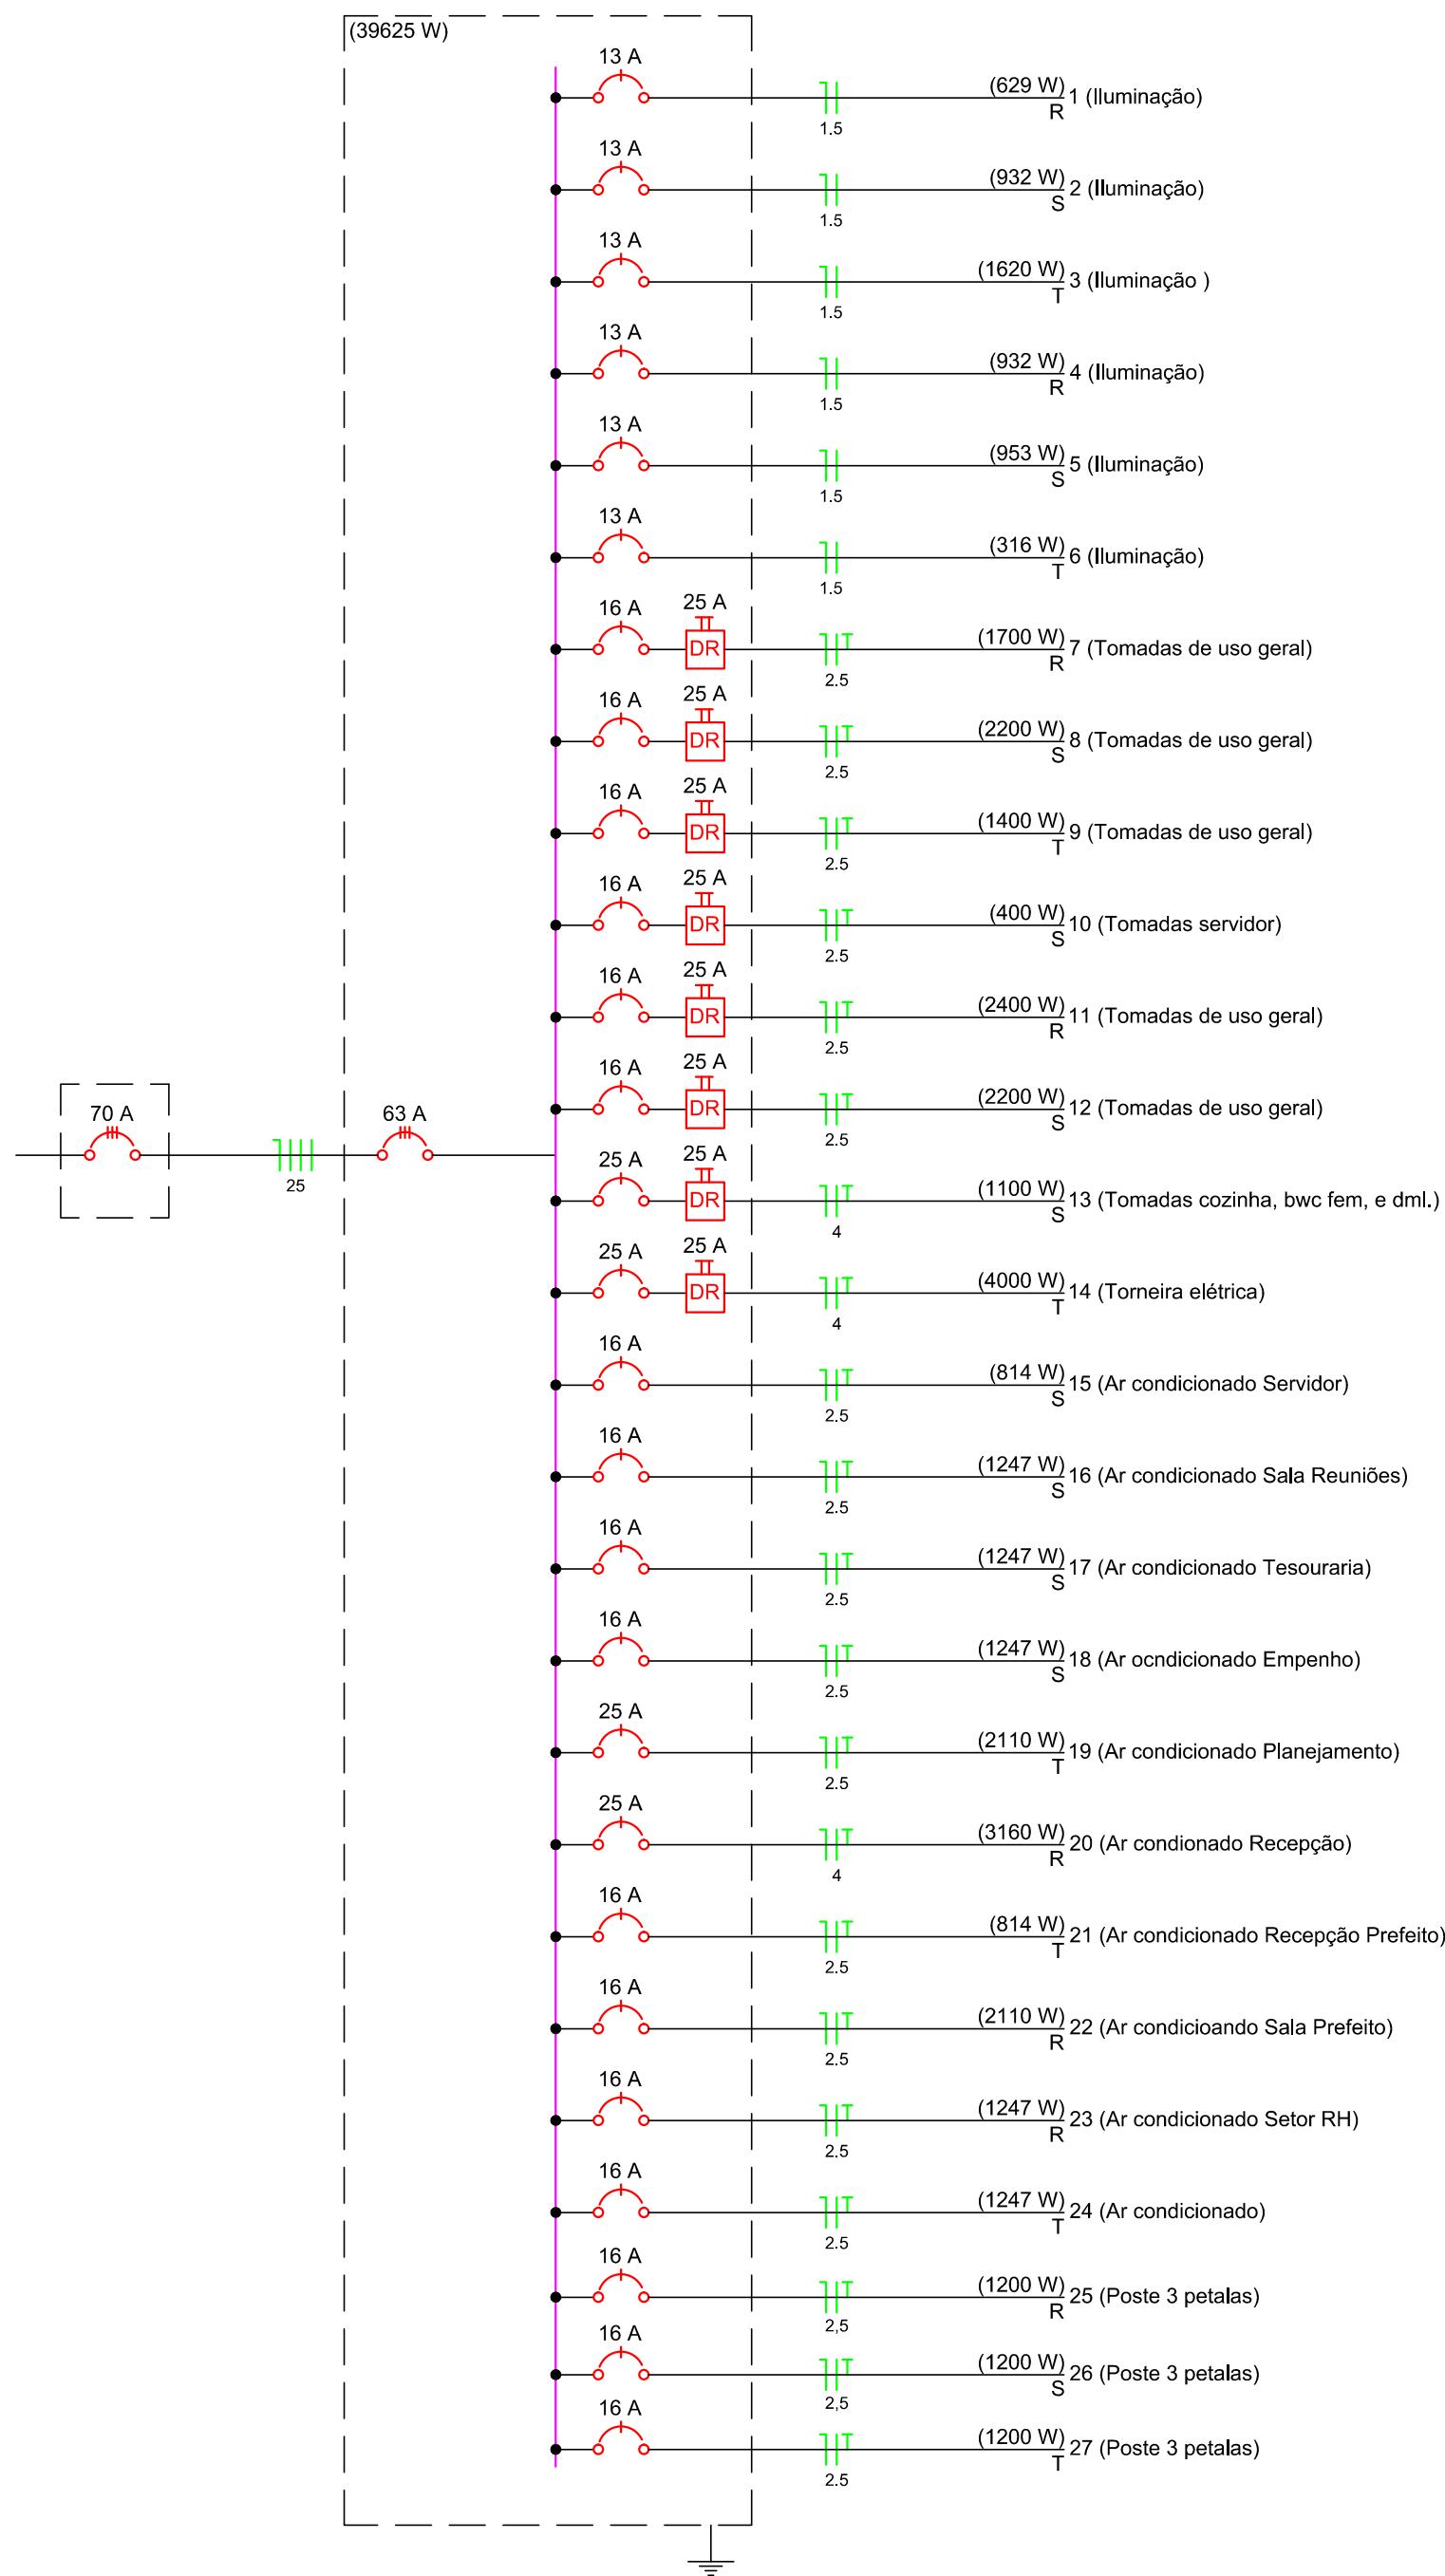 (39625 W)
13 A
(629 W)
1 (Iluminação)
R
1.5
13 A
(932 W)
2 (Iluminação)
S
1.5
13 A
(1620 W)
3 (Iluminação )
T
1.5
13 A
(932 W)
4 (Iluminação)
R
1.5
13 A
(953 W)
5 (Iluminação)
S
1.5
13 A
(316 W)
6 (Iluminação)
T
1.5
16 A
25 A
DR
(1700 W)
7 (Tomadas de uso geral)
R
2.5
16 A
25 A
DR
(2200 W)
8 (Tomadas de uso geral)
S
2.5
16 A
25 A
DR
(1400 W)
9 (Tomadas de uso geral)
T
2.5
16 A
25 A
DR
(400 W)
10 (Tomadas servidor)
S
2.5
16 A
25 A
DR
(2400 W)
11 (Tomadas de uso geral)
R
2.5
16 A
25 A
DR
(2200 W)
12 (Tomadas de uso geral)
S
2.5
70 A
25
63 A
25 A
25 A
DR
(1100 W)
13 (Tomadas cozinha, bwc fem, e dml.)
S
4
25 A
25 A
DR
(4000 W)
14 (Torneira elétrica)
T
4
16 A
(814 W)
15 (Ar condicionado Servidor)
S
2.5
16 A
(1247 W)
16 (Ar condicionado Sala Reuniões)
S
2.5
16 A
(1247 W)
17 (Ar condicionado Tesouraria)
S
2.5
16 A
(1247 W)
18 (Ar ocndicionado Empenho)
S
2.5
25 A
(2110 W)
19 (Ar condicionado Planejamento)
T
2.5
25 A
(3160 W)
20 (Ar condionado Recepção)
R
4
16 A
(814 W)
21 (Ar condicionado Recepção Prefeito)
T
2.5
16 A
(2110 W)
22 (Ar condicioando Sala Prefeito)
R
2.5
16 A
(1247 W)
23 (Ar condicionado Setor RH)
R
2.5
16 A
(1247 W)
24 (Ar condicionado)
T
2.5
16 A
(1200 W)
25 (Poste 3 petalas)
R
2,5
16 A
(1200 W)
26 (Poste 3 petalas)
S
2,5
16 A
(1200 W)
27 (Poste 3 petalas)
T
2.5